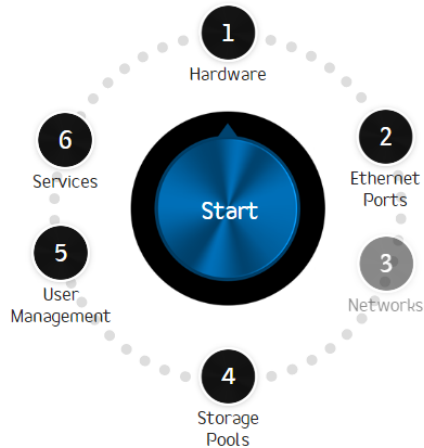 1
Hardware
2
Ethernet
Ports
3
Networks
4
Storage
Pools
5
User
Management
6
Services
Start